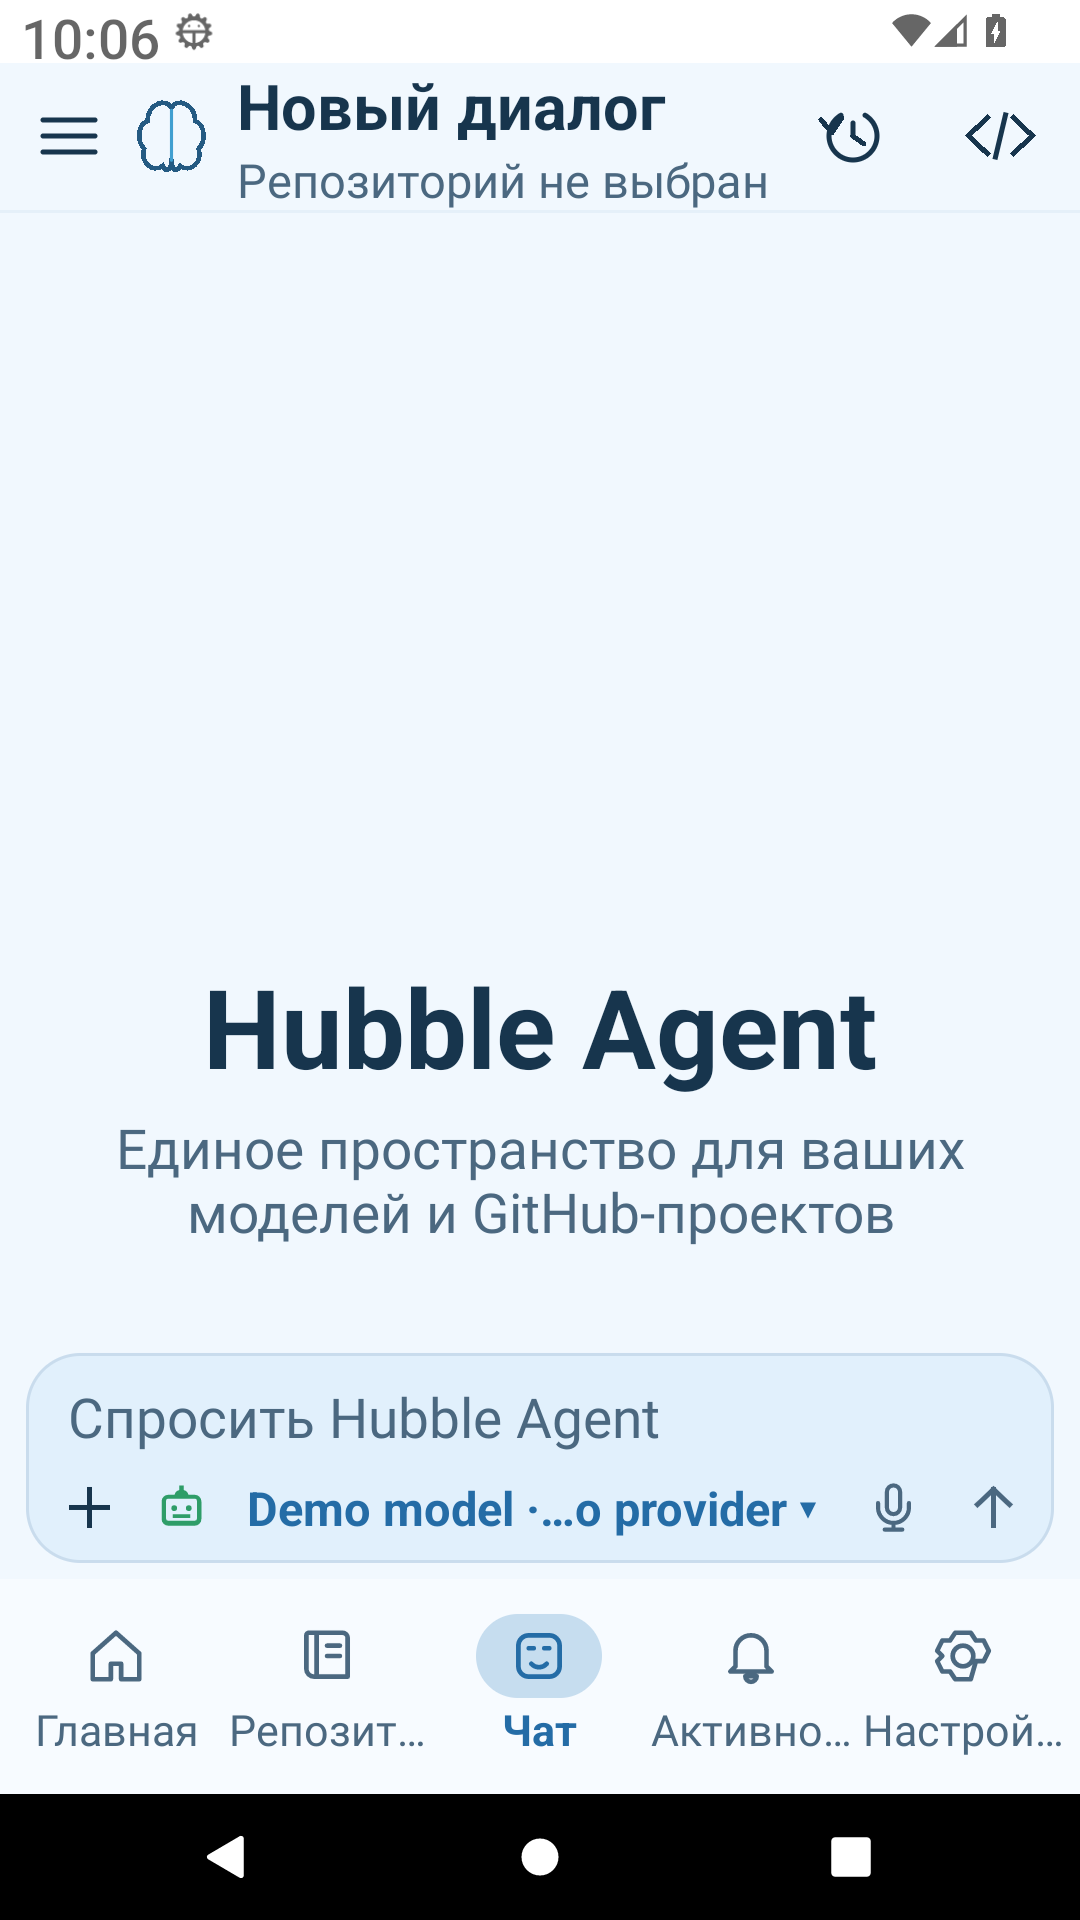 10:06
Новый диалог
Репозиторий не выбран
Hubble Agent
Единое пространство для ваших
моделей и GitHub-проектов
Спросить Hubble Agent
Demo model ·…o provider ▾
Главная
Репозит…
Чат
Активно…
Настрой…